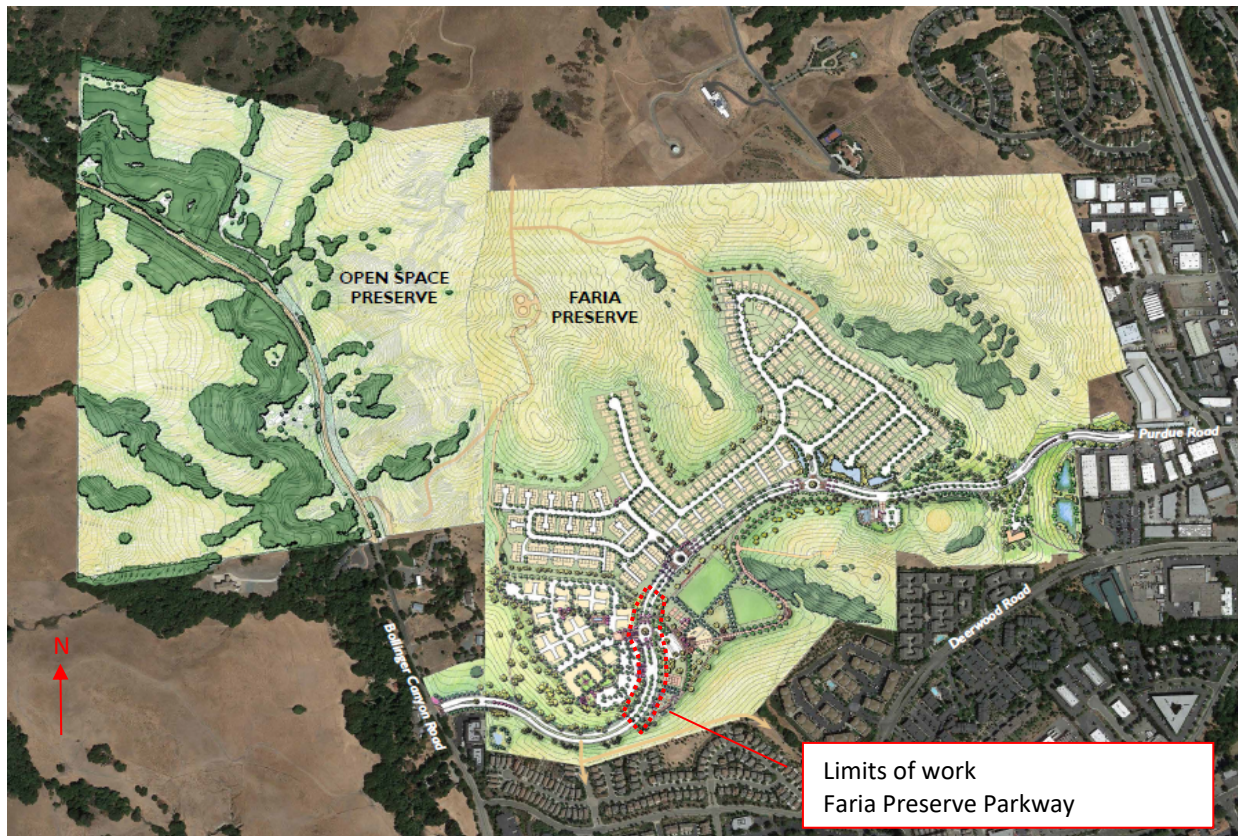 OPEN SPACE
PRESERVE
FARIA
PRESERVE
Purdue Road
Deerwood Road
N
Bollinger Canyon Road
Limits of work
Faria Preserve Parkway